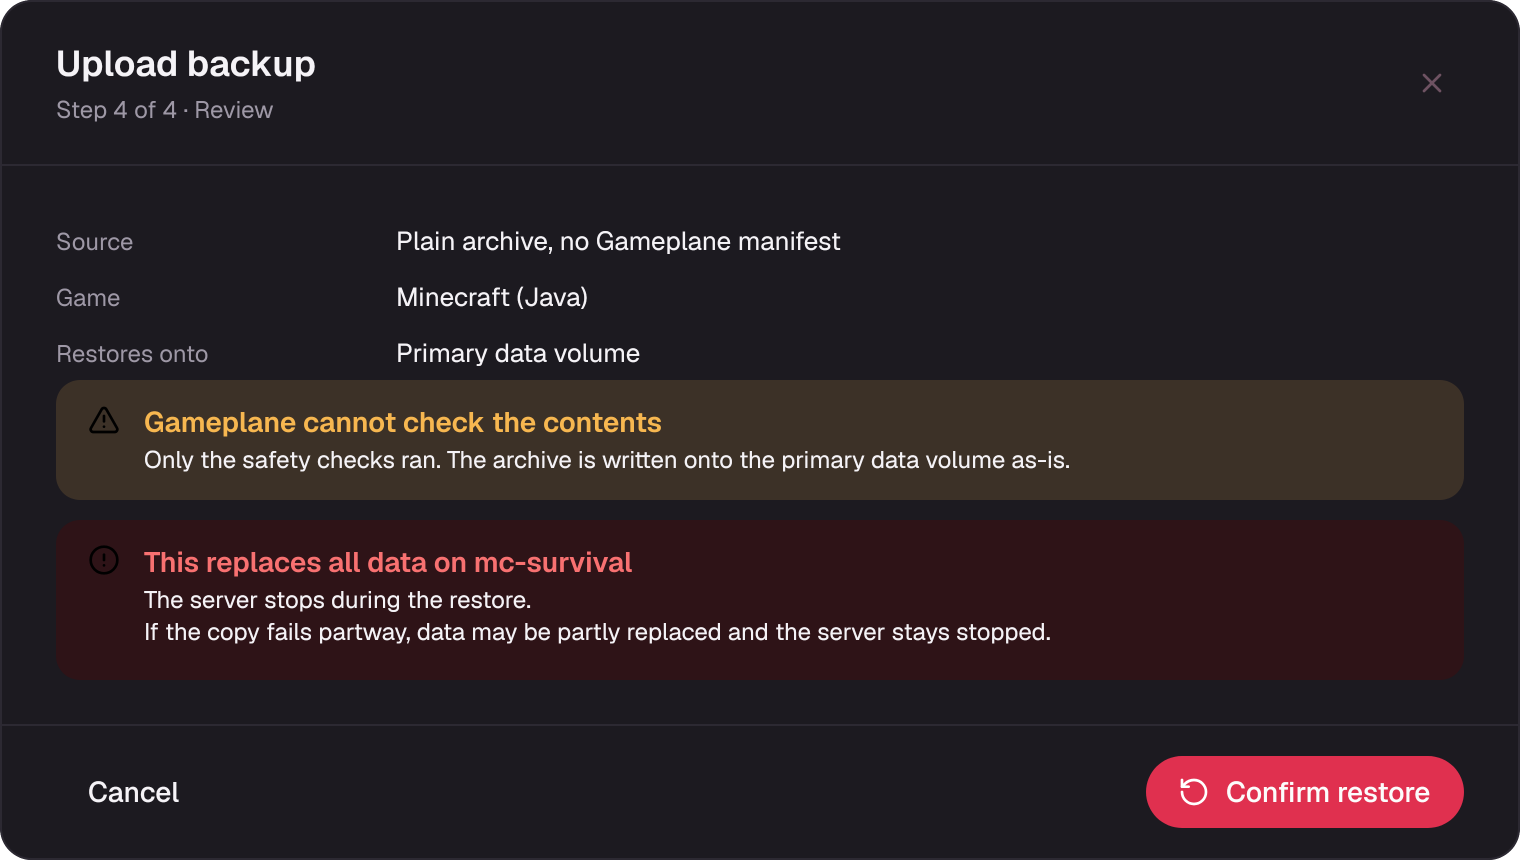 Upload backup
Step 4 of 4 · Review
Source Plain archive, no Gameplane manifest
Game Minecraft (Java)
Restores onto Primary data volume
Gameplane cannot check the contents
Only the safety checks ran. The archive is written onto the primary data volume as-is.
This replaces all data on mc-survival
The server stops during the restore.
If the copy fails partway, data may be partly replaced and the server stays stopped.
Cancel Confirm restore